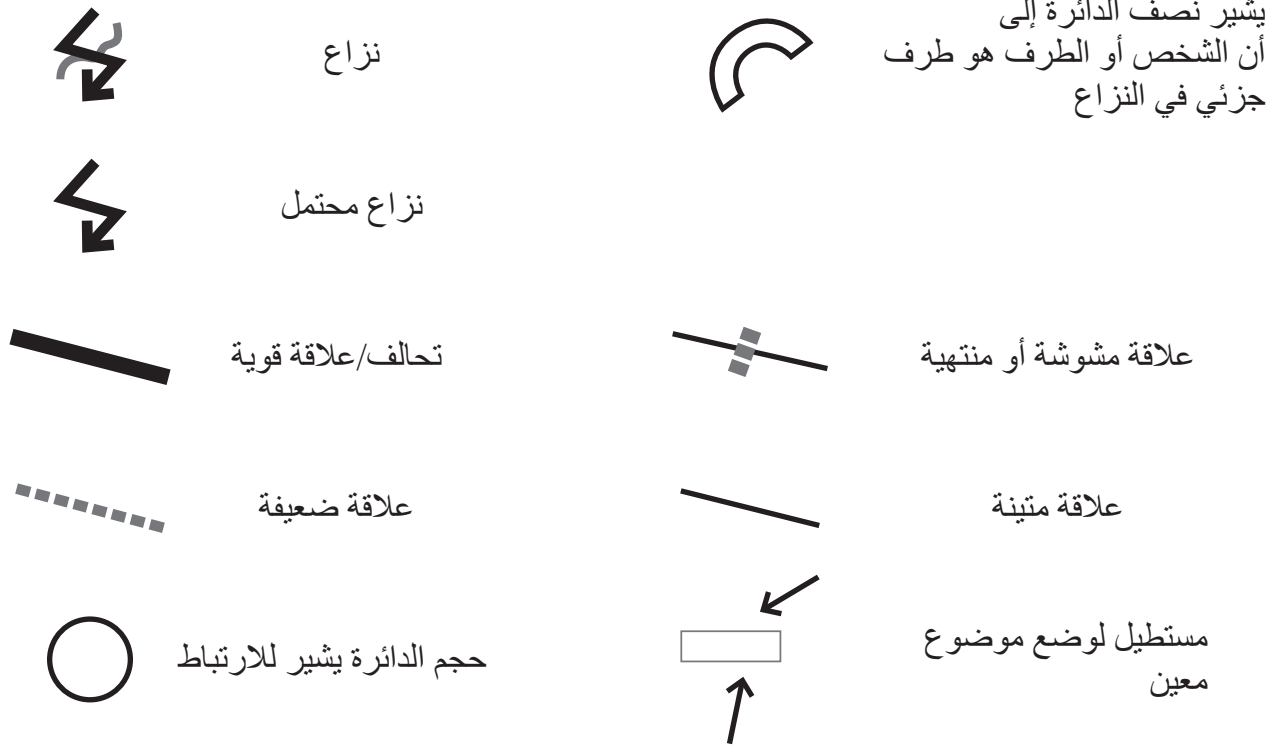 يشير نصف الدائرة إلى
أن الشخص أو الطرف هو طرف
جزئي في النزاع
نزاع
نزاع محتمل
علاقة مشوشة أو منتهية
تحالف/علاقة قوية
علاقة متينة
علاقة ضعيفة
مستطيل لوضع موضوع
معين
حجم الدائرة يشير للارتباط